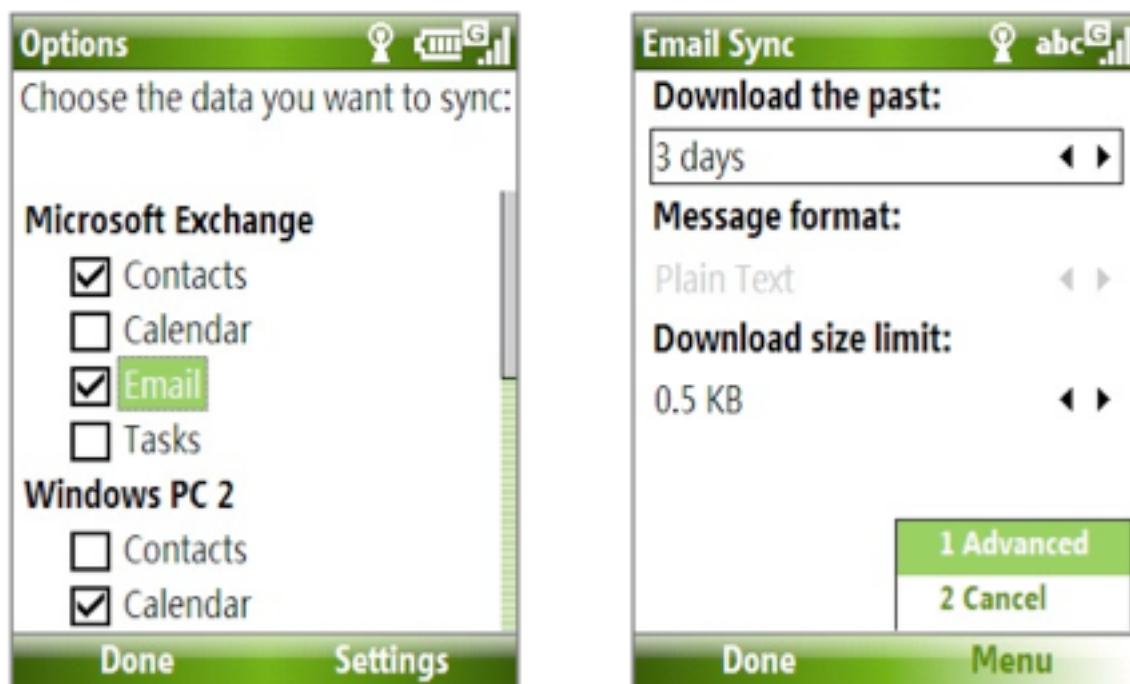 Options
G
Choose the data you want to sync:
Microsoft Exchange
Contacts
Calendar
Email
Tasks
Windows PC 2
Contacts
Calendar
Done Settings
Email Sync abc G
Download the past:
3 days
Message format:
Plain Text
Download size limit:
0.5 KB
1 Advanced
2 Cancel
Done Menu